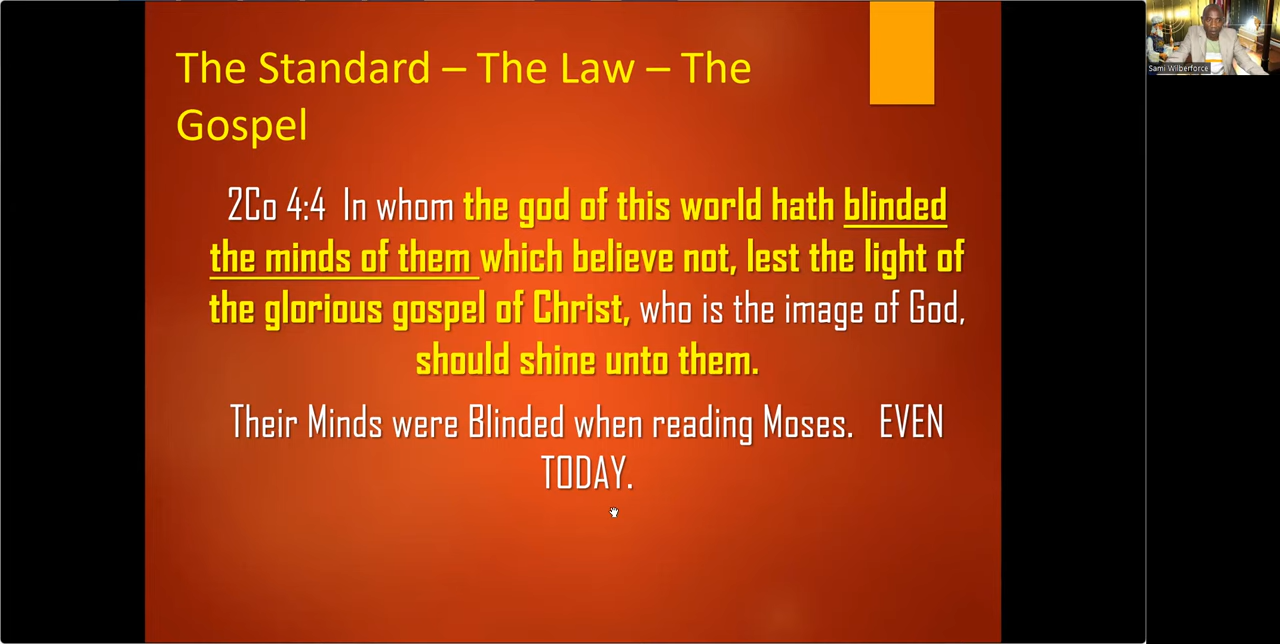 The Standard – The Law – The
Gospel
2Co 4:4 In whom the god of this world hath blinded
the minds of them which believe not, lest the light of
the glorious gospel of Christ, who is the image of God,
should shine unto them.
Their Minds were Blinded when reading Moses. EVEN
TODAY.
Sami Wilberforce